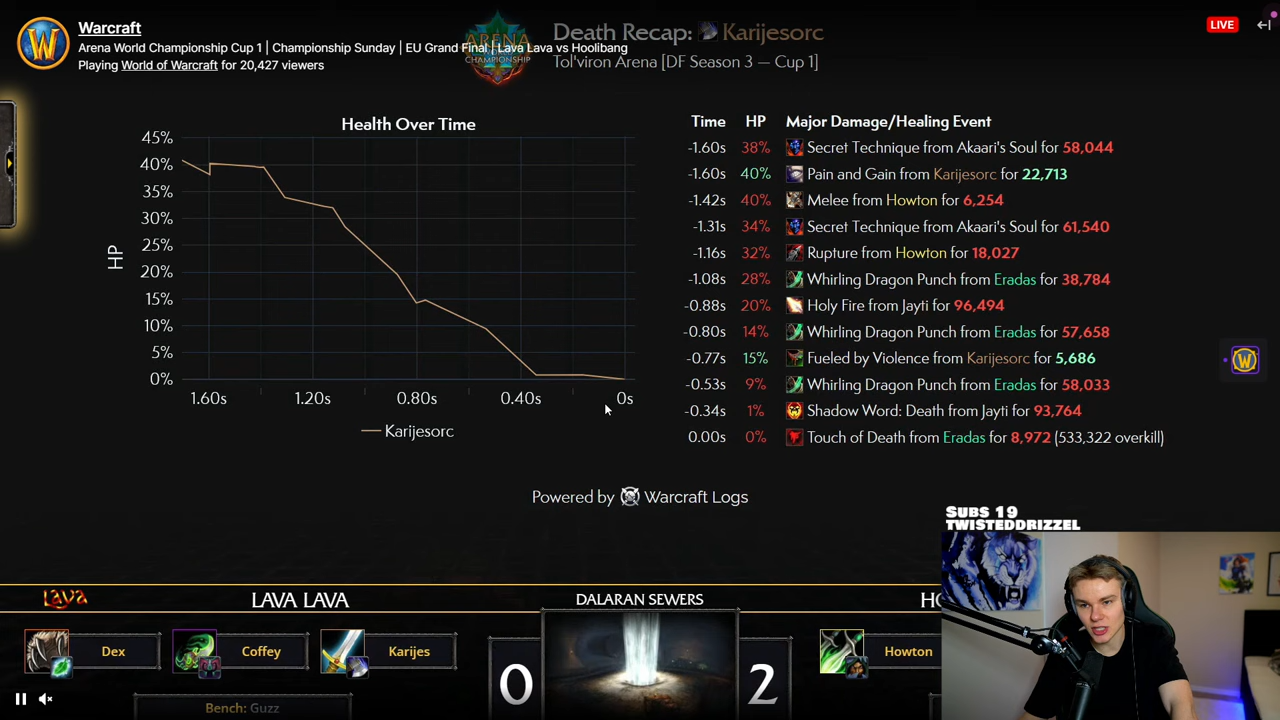 Warcraft
Arena World Championship Cup 1 | Championship Sunday | EU Grand Final | Lava Lava vs Hoolibang
Playing World of Warcraft for 20,427 viewers
LIVE
ARENA
CHAMPIONSHIP
Death Recap: Karijesorc
Tol'viron Arena [DF Season 3 — Cup 1]
Health Over Time
45%
40%
35%
30%
25%
20%
15%
10%
5%
0%
HP
1.60s 1.20s 0.80s 0.40s 0s
Karijesorc
Time HP Major Damage/Healing Event
-1.60s 38% Secret Technique from Akaari's Soul for 58,044
-1.60s 40% Pain and Gain from Karijesorc for 22,713
-1.42s 40% Melee from Howton for 6,254
-1.31s 34% Secret Technique from Akaari's Soul for 61,540
-1.16s 32% Rupture from Howton for 18,027
-1.08s 28% Whirling Dragon Punch from Eradas for 38,784
-0.88s 20% Holy Fire from Jayti for 96,494
-0.80s 14% Whirling Dragon Punch from Eradas for 57,658
-0.77s 15% Fueled by Violence from Karijesorc for 5,686
-0.53s 9% Whirling Dragon Punch from Eradas for 58,033
-0.34s 1% Shadow Word: Death from Jayti for 93,764
0.00s 0% Touch of Death from Eradas for 8,972 (533,322 overkill)
Powered by Warcraft Logs
SUBS 19
TWISTEDDRIZZEL
Lava
LAVA LAVA
DALARAN SEWERS
HO
Dex
Coffey
Karijes
0
2
Howton
Bench: Guzz